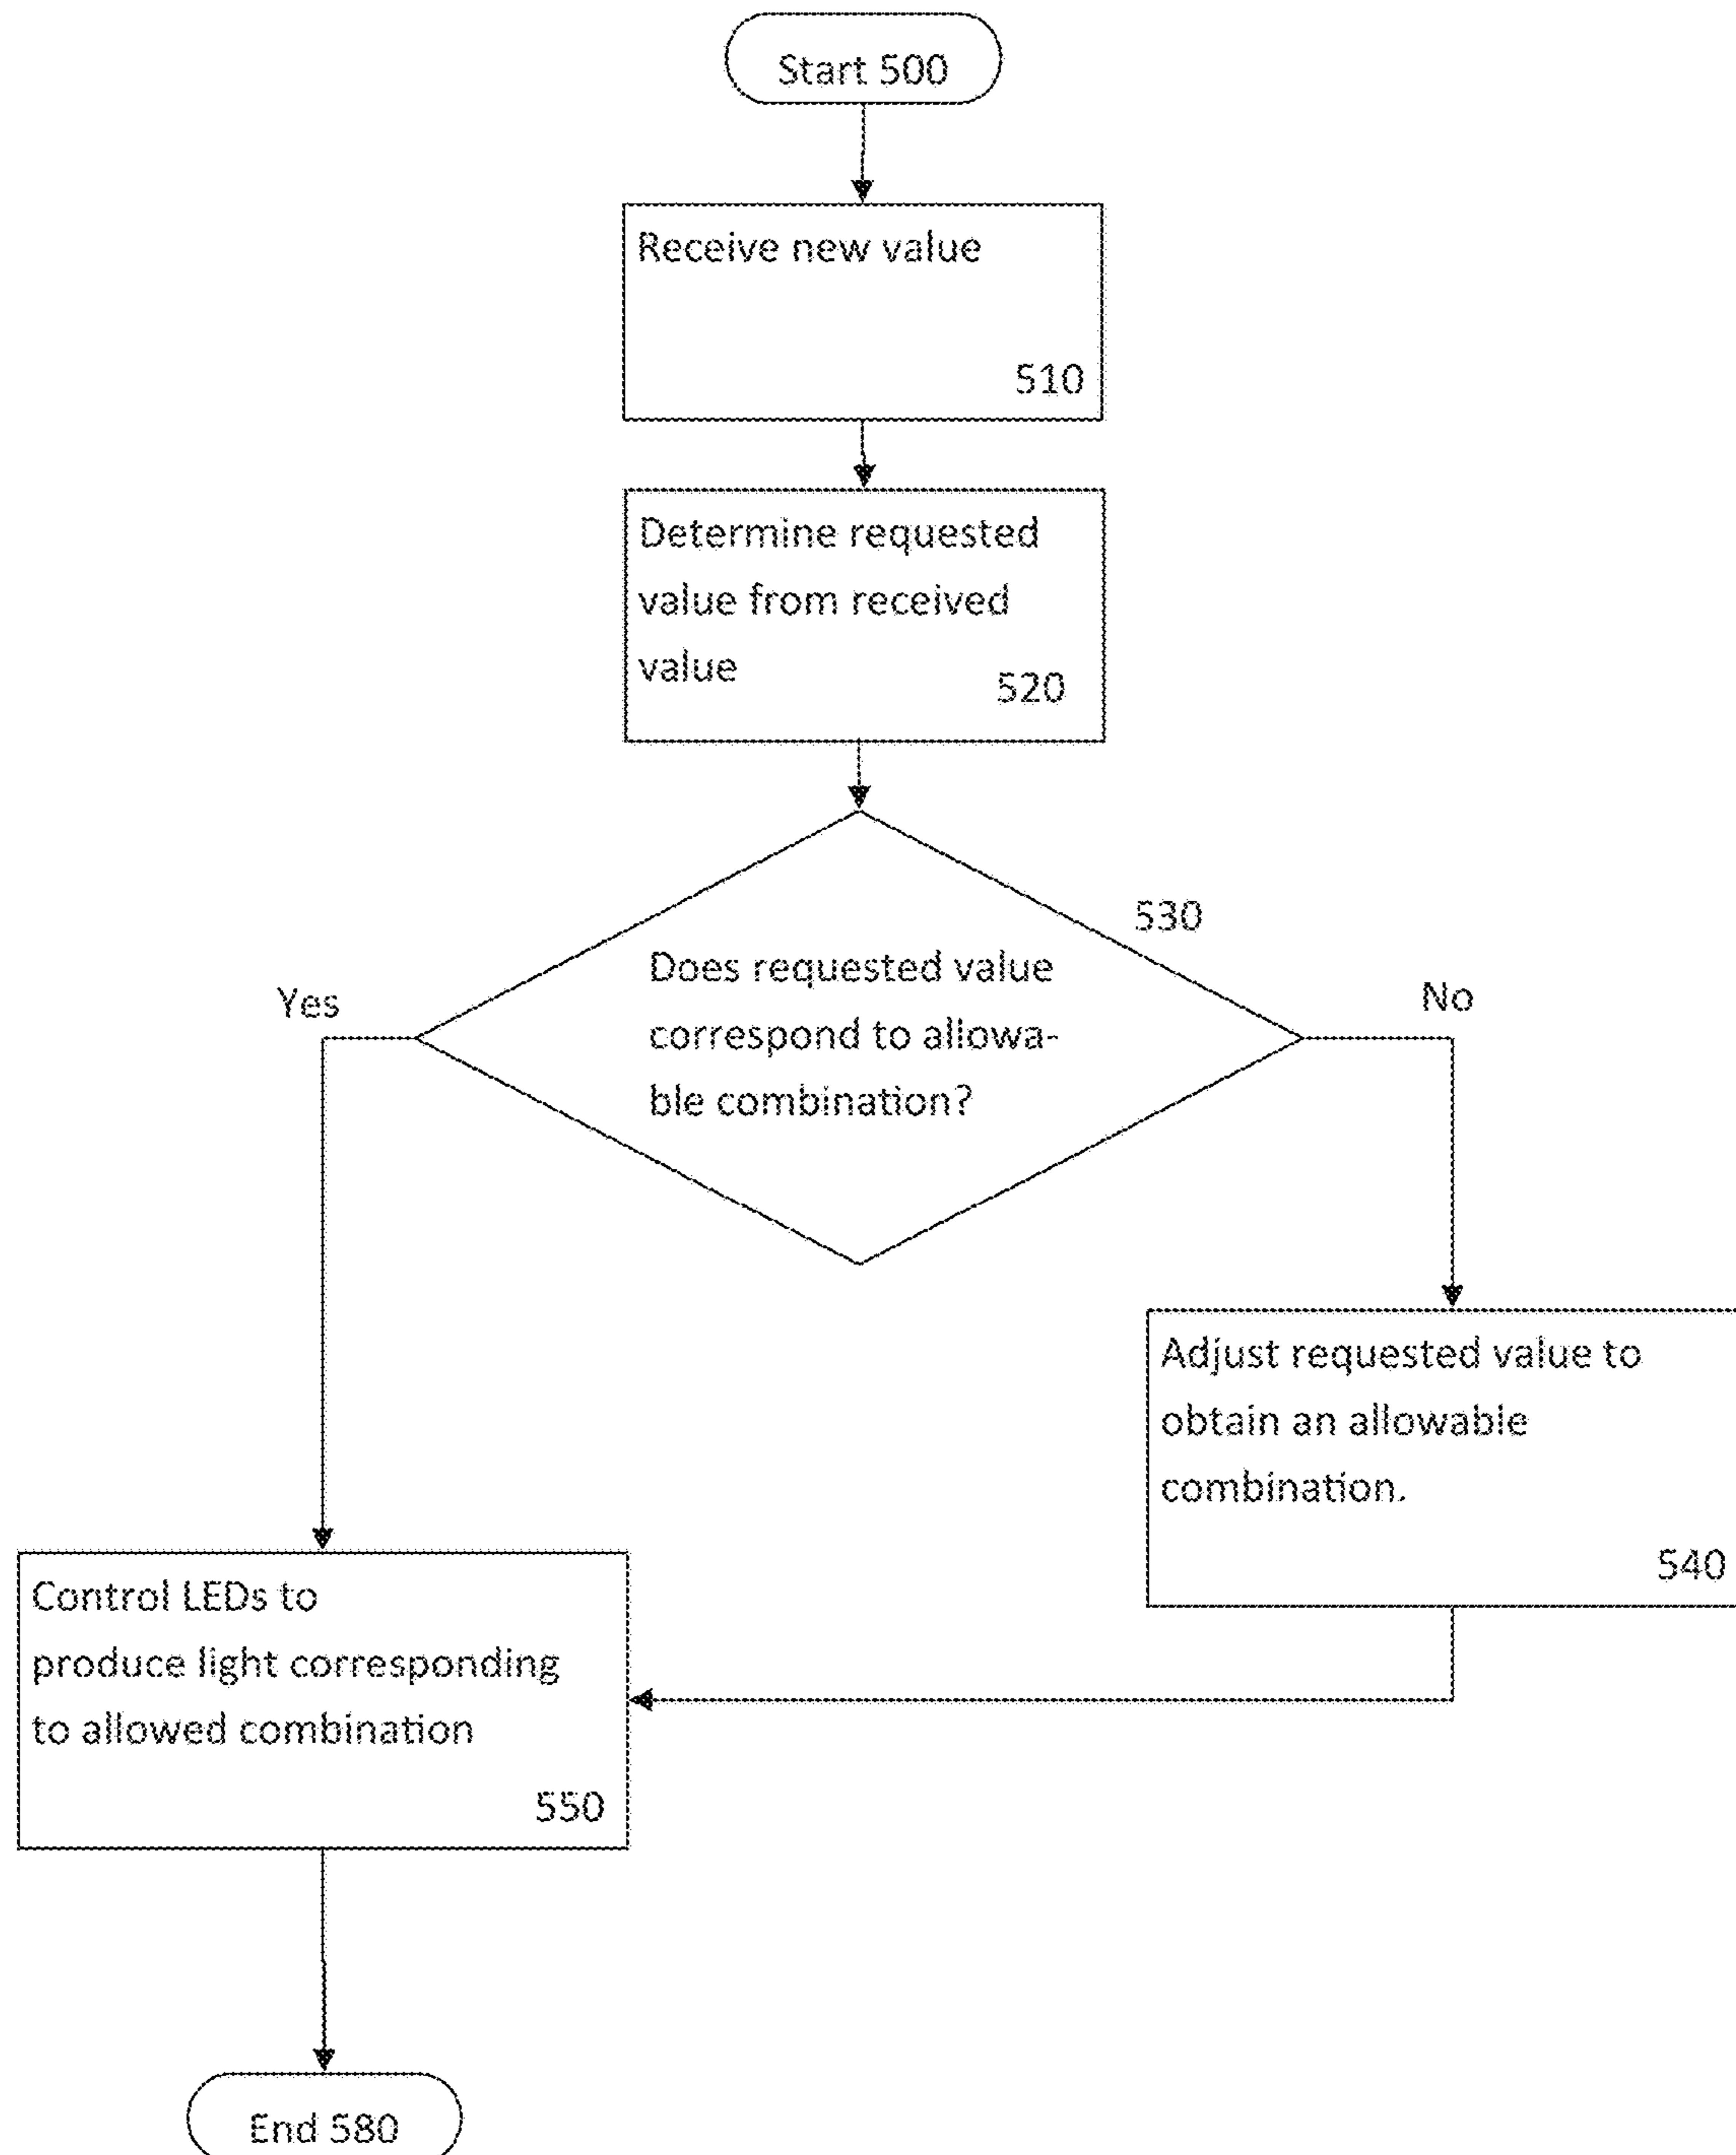 Start 500
Receive new value
510
Determine requested
value from received
value
520
530
Does requested value
correspond to allowa-
ble combination?
Yes
No
Adjust requested value to
obtain an allowable
combination.
540
Control LEDs to
produce light corresponding
to allowed combination
550
End 580